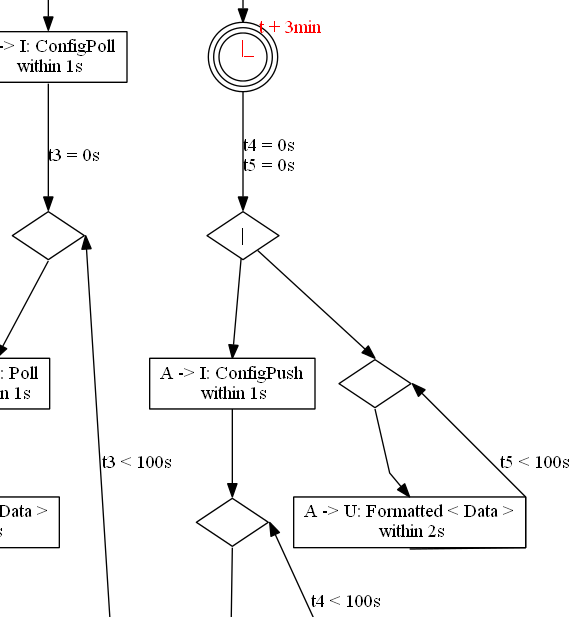 t + 3min
-> I: ConfigPoll
within 1s
t3 = 0s
t4 = 0s
t5 = 0s
|
: Poll
n 1s
A -> I: ConfigPush
within 1s
t3 < 100s
t5 < 100s
Data >
s
A -> U: Formatted < Data >
within 2s
t4 < 100s